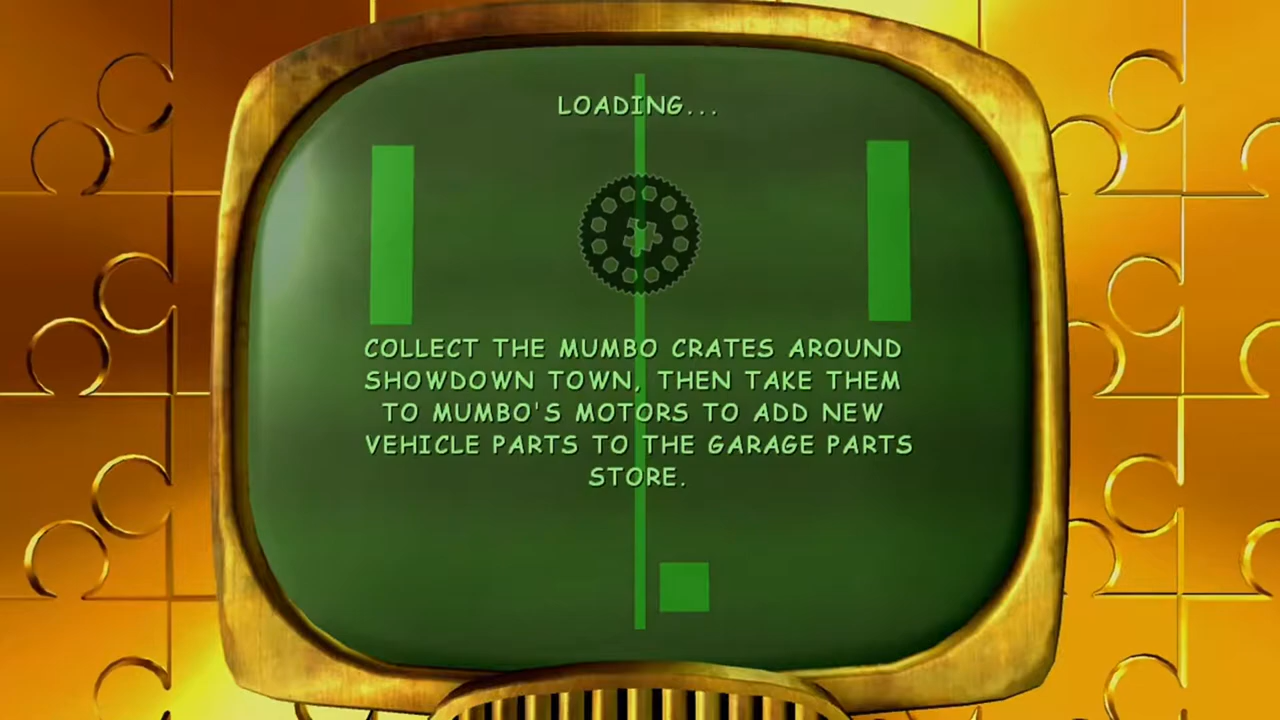 LOADING...
COLLECT THE MUMBO CRATES AROUND
SHOWDOWN TOWN, THEN TAKE THEM
TO MUMBO'S MOTORS TO ADD NEW
VEHICLE PARTS TO THE GARAGE PARTS
STORE.